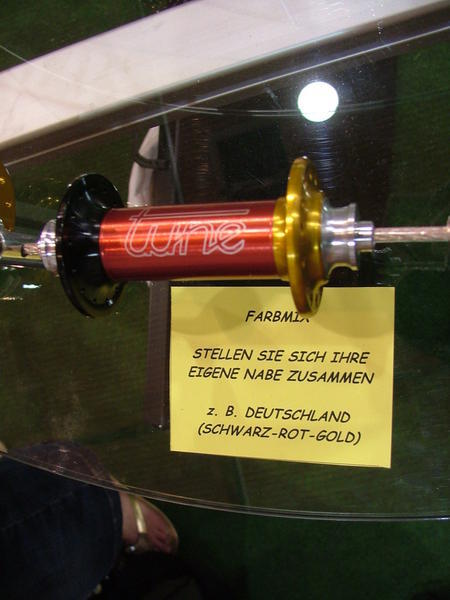 tune
FARBMIX
STELLEN SIE SICH IHRE
EIGENE NABE ZUSAMMEN
z. B. DEUTSCHLAND
(SCHWARZ-ROT-GOLD)